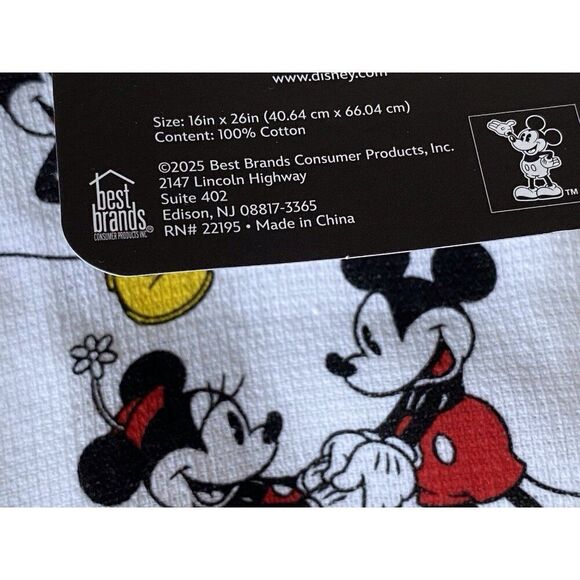 www.disney.com
Size: 16in x 26in (40.64 cm x 66.04 cm)
Content: 100% Cotton
©2025 Best Brands Consumer Products, Inc.
2147 Lincoln Highway
Suite 402
Edison, NJ 08817-3365
RN# 22195 • Made in China
best
brands
CONSUMER PRODUCTS INC
TM